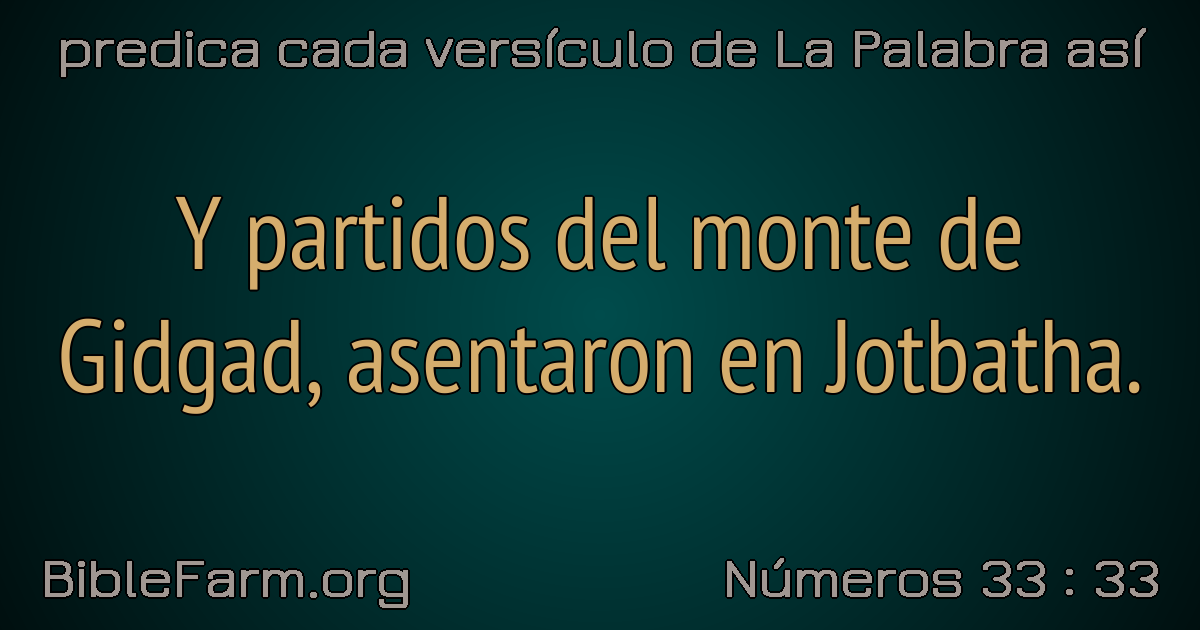 predica cada versículo de La Palabra así
Y partidos del monte de
Gidgad, asentaron en Jotbatha.
BibleFarm.org
Números 33 : 33